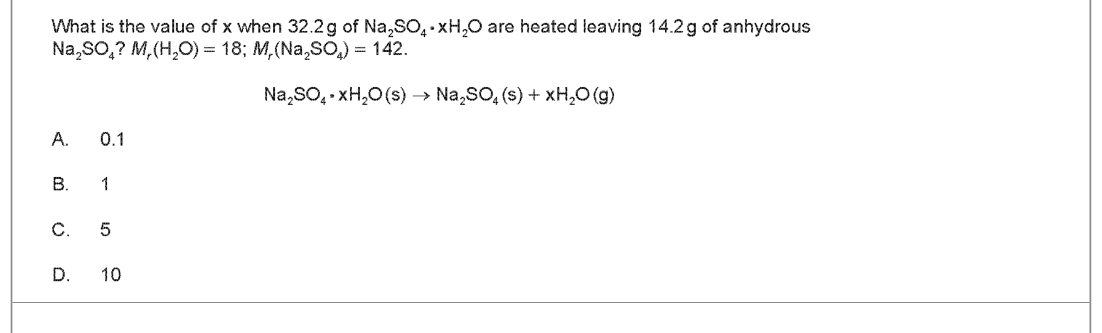 What is the value of x when 32.2 g of Na₂SO₄•xH₂O are heated leaving 14.2 g of anhydrous
Na₂SO₄? Mᵣ(H₂O) = 18; Mᵣ(Na₂SO₄) = 142.
Na₂SO₄•xH₂O (s) → Na₂SO₄ (s) + xH₂O (g)
A. 0.1
B. 1
C. 5
D. 10